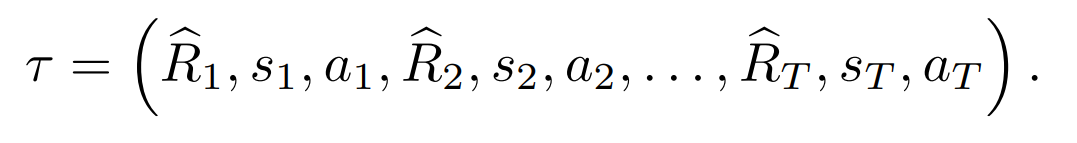 τ = (R̂₁, s₁, a₁, R̂₂, s₂, a₂, . . . , R̂_T, s_T, a_T) .